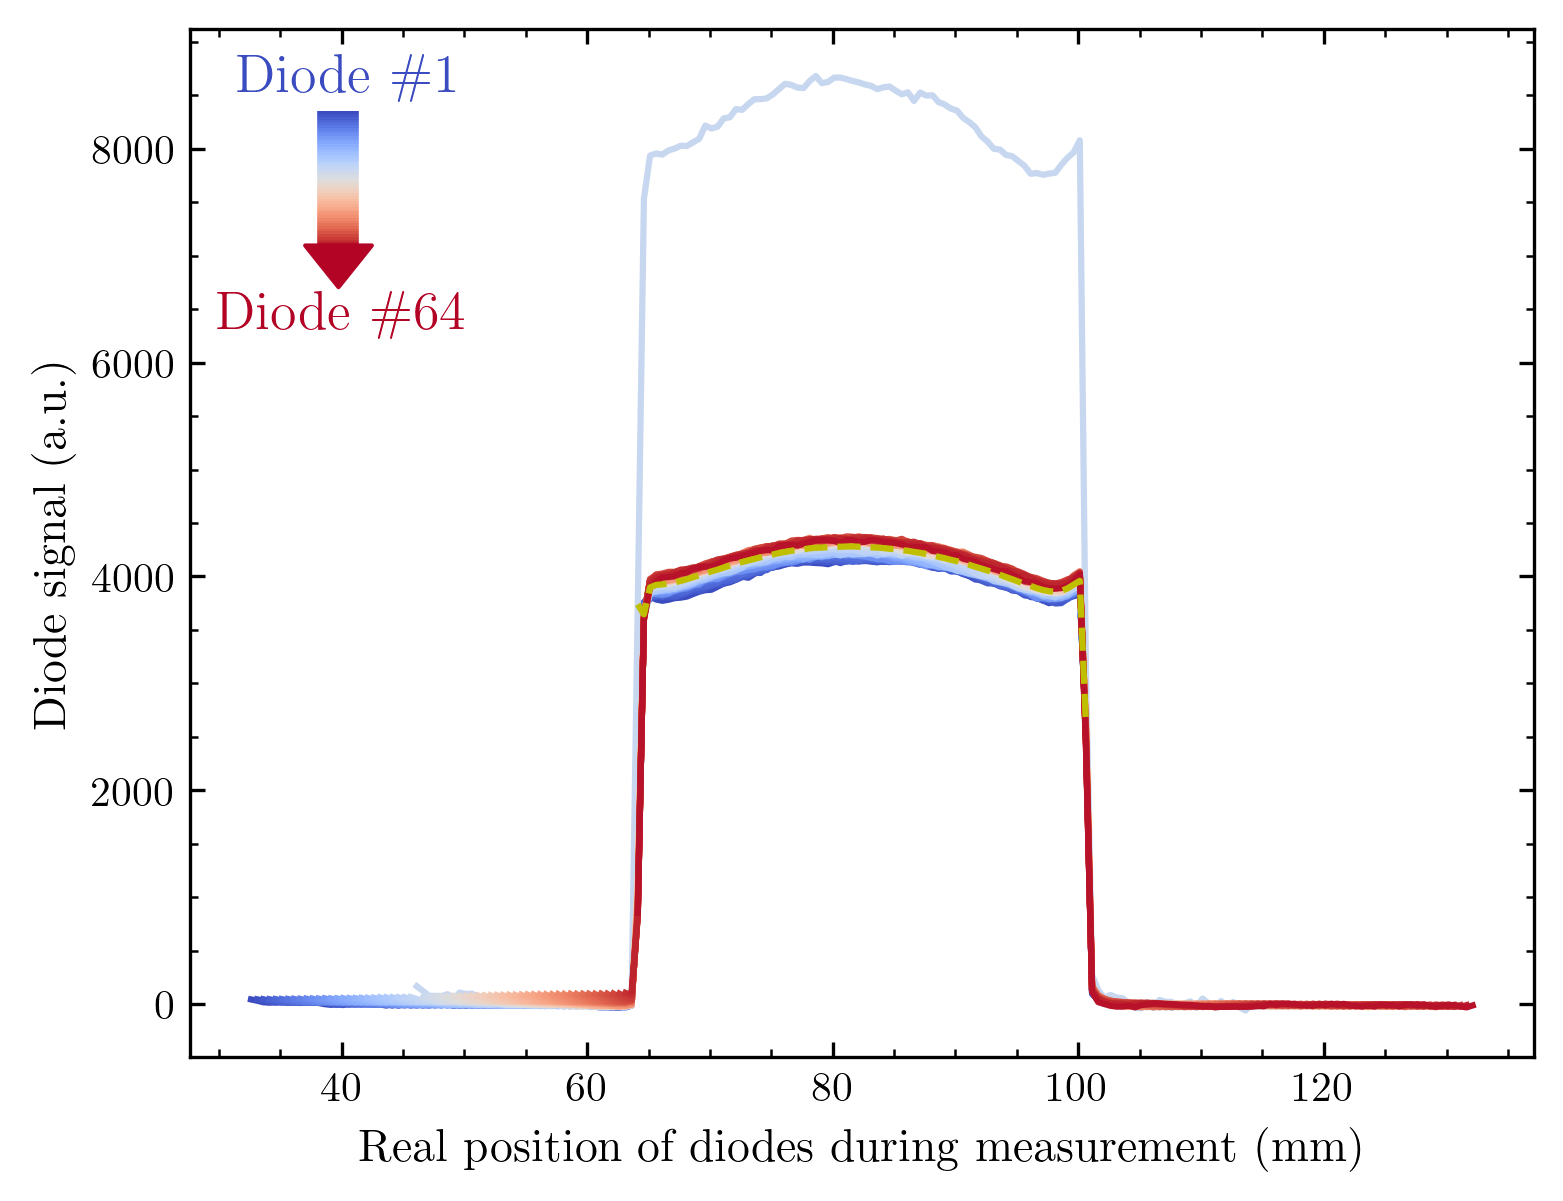 Diode #1
Diode #64
8000
6000
4000
2000
0
40 60 80 100 120
Diode signal (a.u.)
Real position of diodes during measurement (mm)